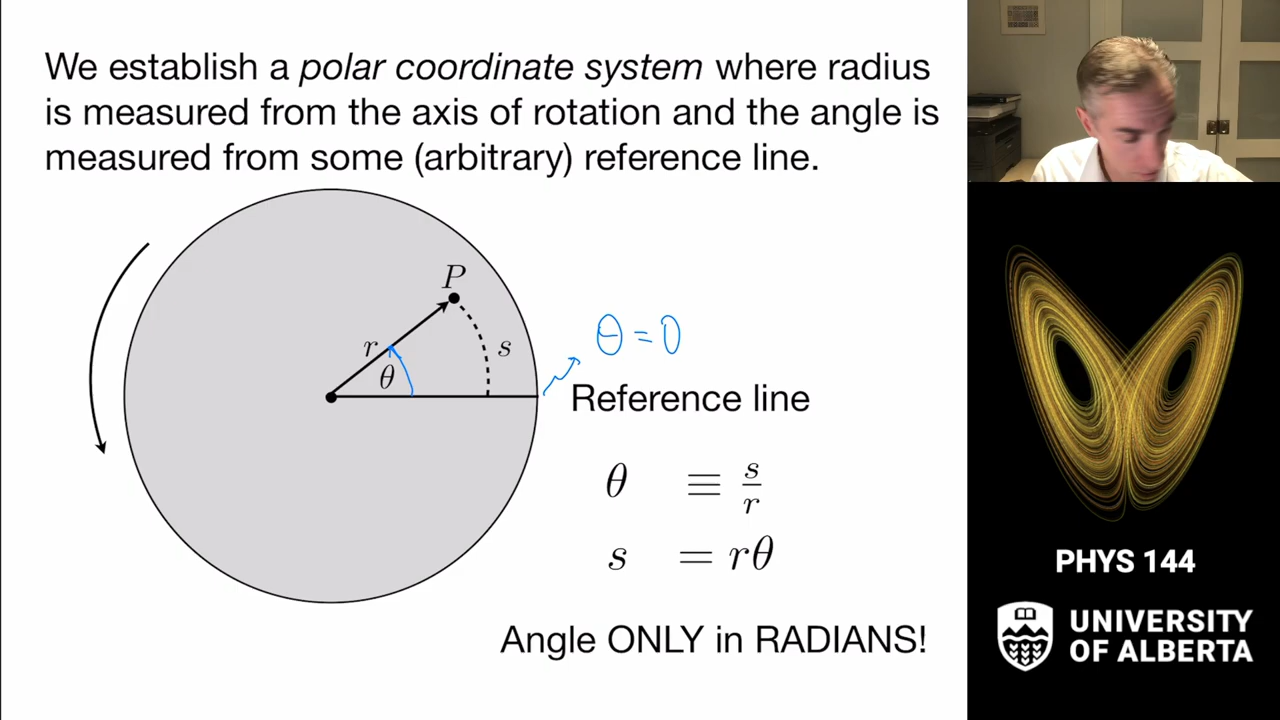 We establish a polar coordinate system where radius
is measured from the axis of rotation and the angle is
measured from some (arbitrary) reference line.
P
r
θ
s
θ = 0
Reference line
θ ≡ s/r
s = rθ
Angle ONLY in RADIANS!
PHYS 144
UNIVERSITY
OF ALBERTA